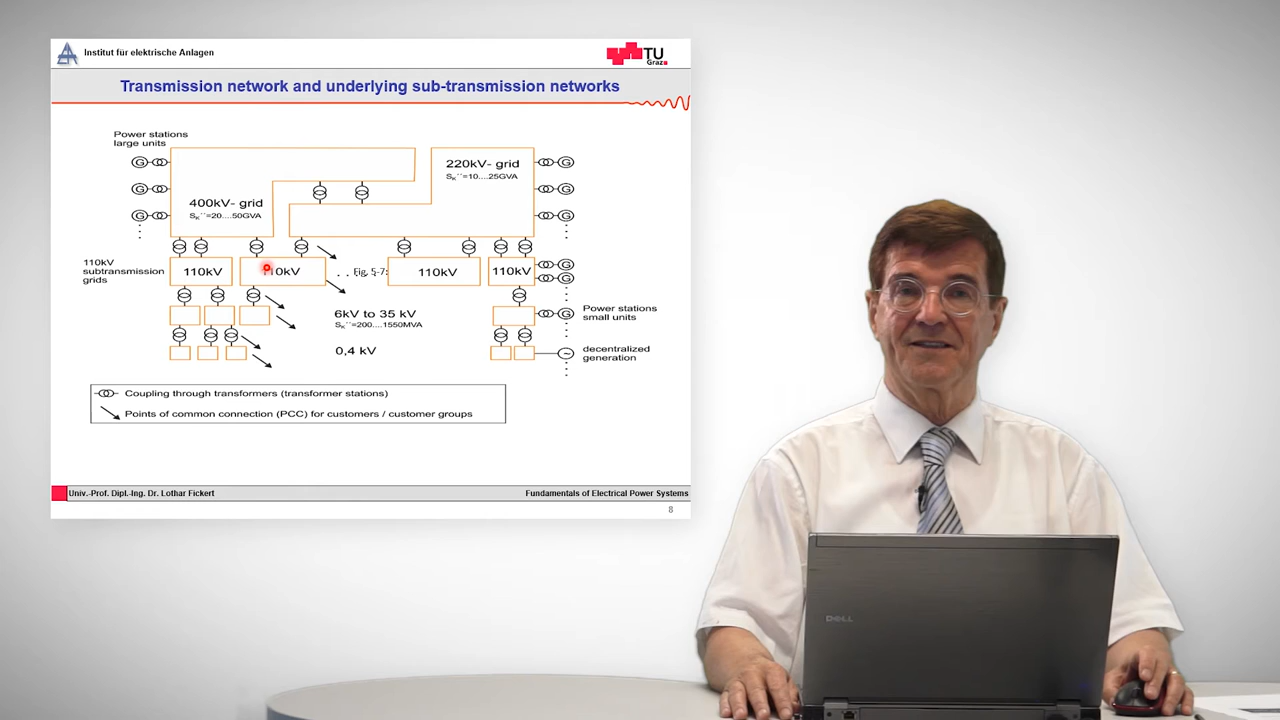 Institut für elektrische Anlagen
TU
Graz
Transmission network and underlying sub-transmission networks
Power stations
large units
220kV- grid
SK´´=10....25GVA
G
G
G
G
400kV- grid
SK´´=20....50GVA
G
G
110kV
subtransmission
grids
110kV
110kV
. . Fig. 5-7:
110kV
110kV
G
G
6kV to 35 kV
SK´´=200....1550MVA
G
Power stations
small units
0,4 kV
~
decentralized
generation
Coupling through transformers (transformer stations)
Points of common connection (PCC) for customers / customer groups
Univ.-Prof. Dipl.-Ing. Dr. Lothar Fickert
Fundamentals of Electrical Power Systems
8
DELL